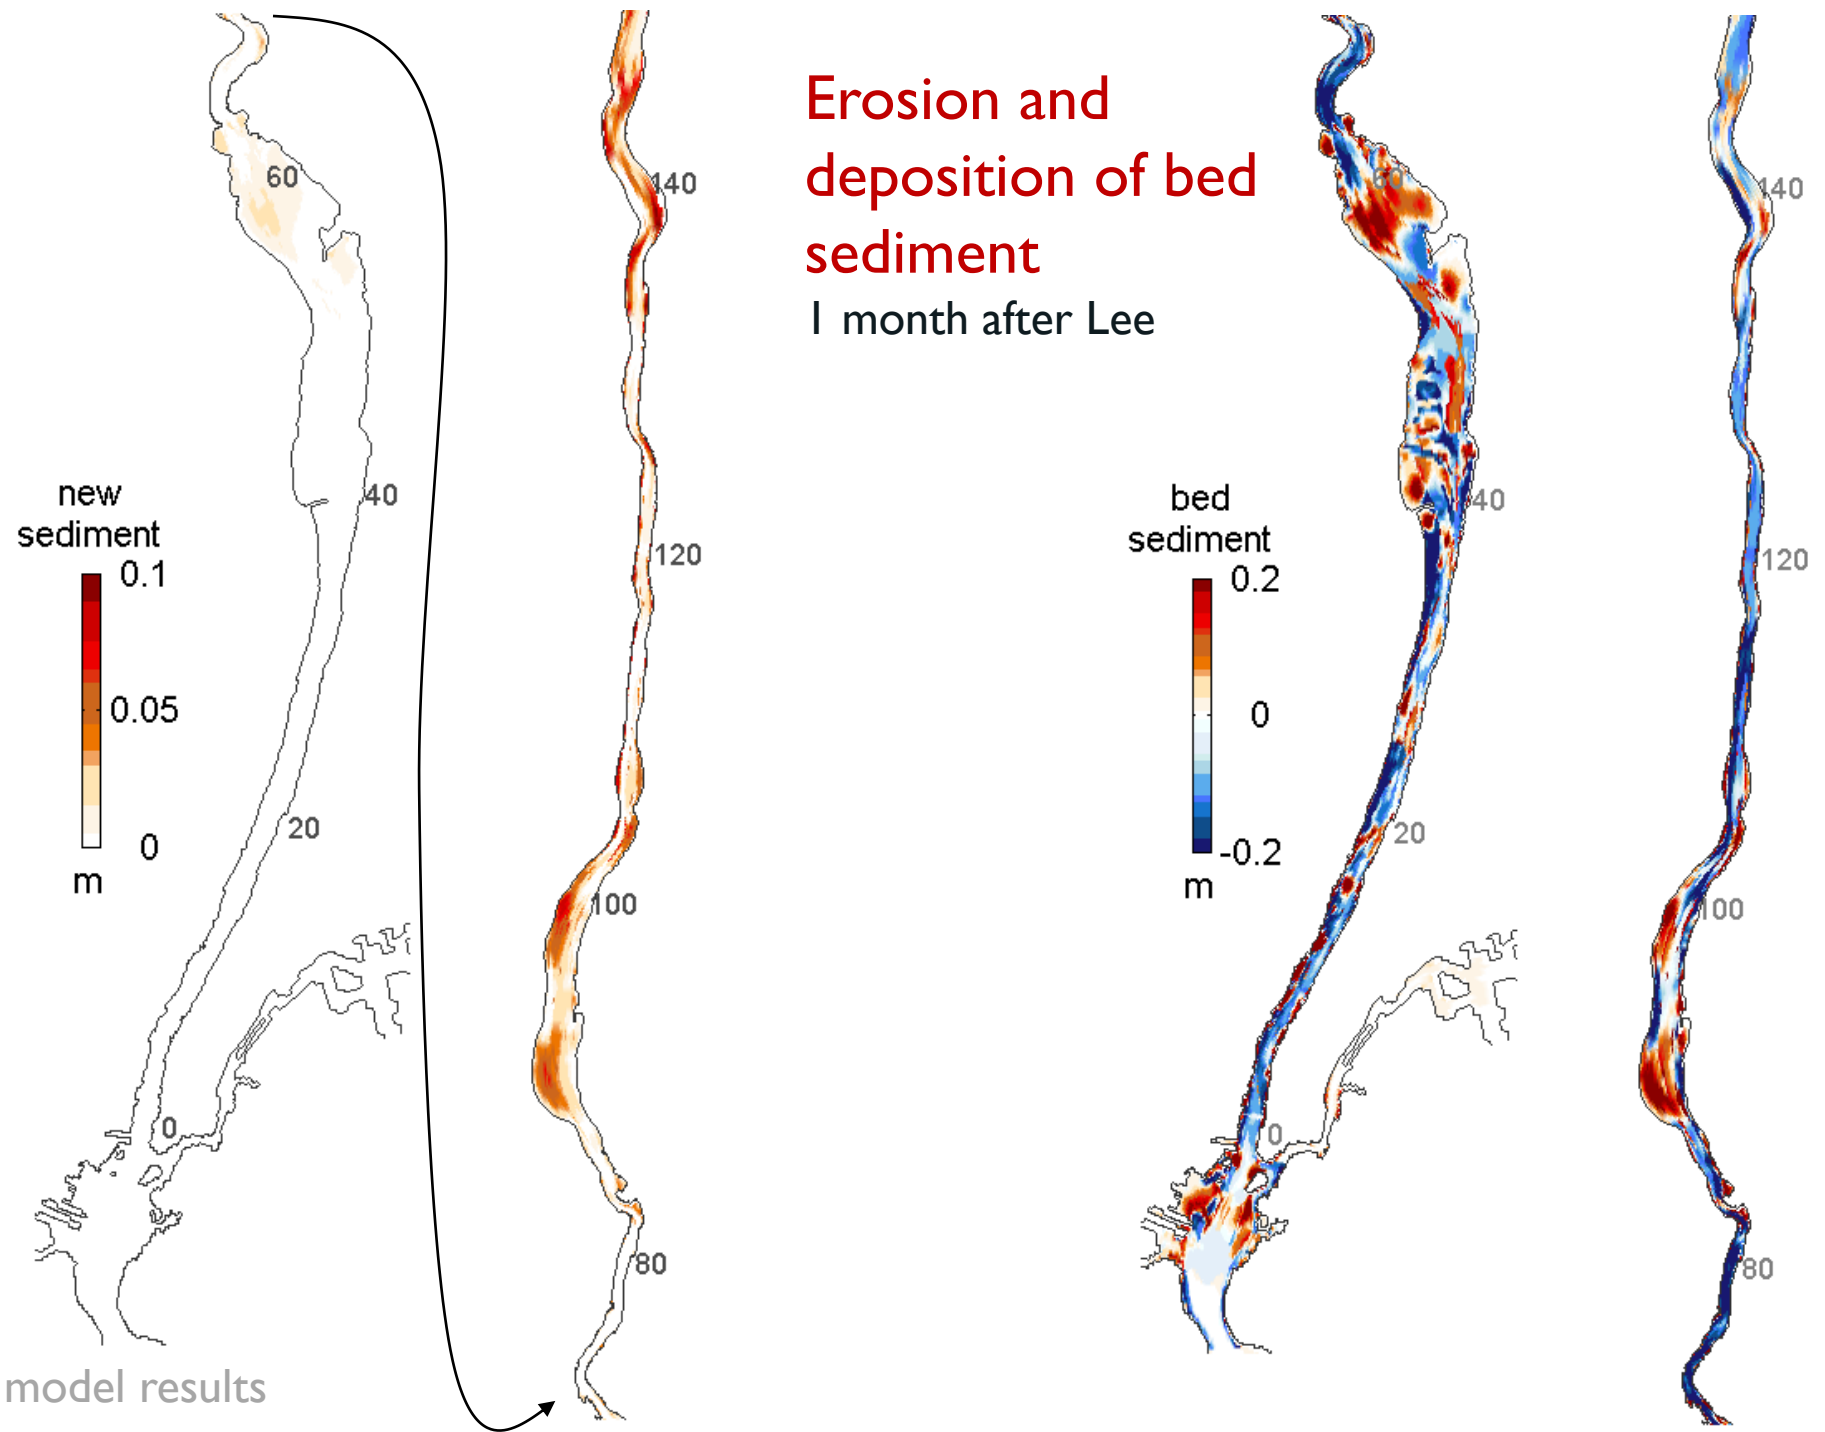 Erosion and
deposition of bed
sediment
1 month after Lee
60
40
20
0
140
120
100
80
new
sediment
0.1
0.05
0
m
60
40
20
0
140
120
100
80
bed
sediment
0.2
0
-0.2
m
model results